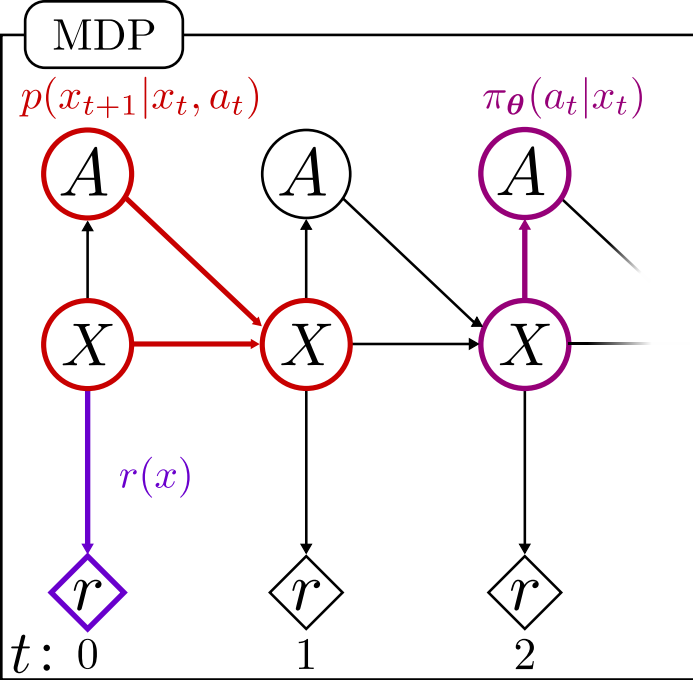 MDP
p(x_{t+1}|x_t, a_t) π_θ(a_t|x_t)
A A A
X X X
r(x)
r r r
t: 0 1 2